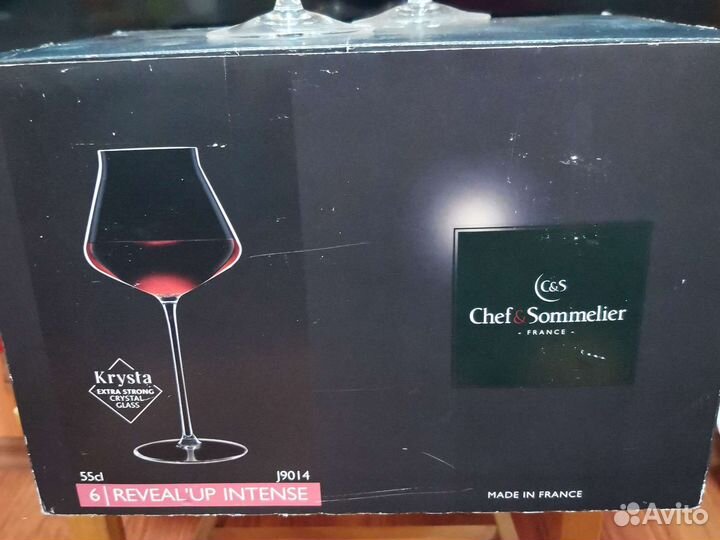 Krysta
EXTRA STRONG
CRYSTAL
GLASS
55cl
J9014
6 | REVEAL'UP INTENSE
C&S
Chef&Sommelier
- FRANCE -
MADE IN FRANCE
Avito